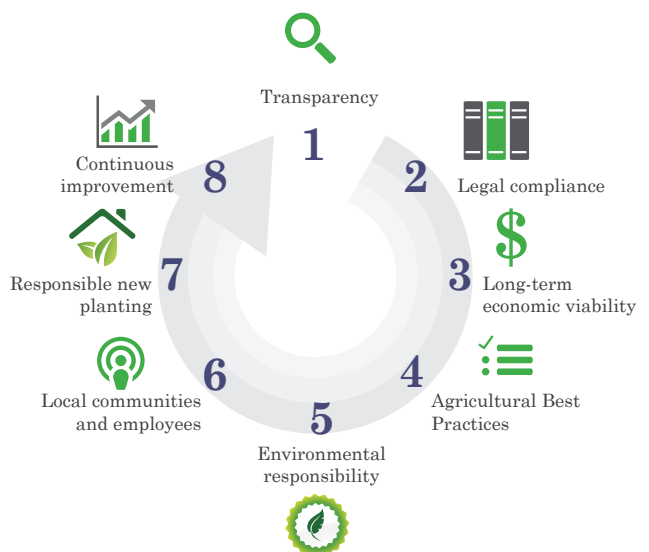 Transparency
1
2
Legal compliance
3
Long-term
economic viability
4
Agricultural Best
Practices
5
Environmental
responsibility
6
Local communities
and employees
7
Responsible new
planting
8
Continuous
improvement
$